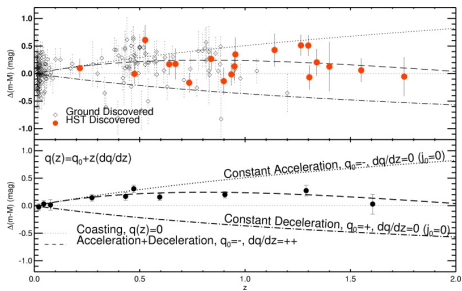 1.0
0.5
0.0
-0.5
-1.0
Δ(m-M) (mag)
Ground Discovered
HST Discovered
1.0
0.5
0.0
-0.5
-1.0
Δ(m-M) (mag)
q(z)=q₀+z(dq/dz)
Constant Acceleration, q₀=-, dq/dz=0 (j₀=0)
Constant Deceleration, q₀=+, dq/dz=0 (j₀=0)
Coasting, q(z)=0
Acceleration+Deceleration, q₀=-, dq/dz=++
0.0 0.5 1.0 1.5 2.0
z